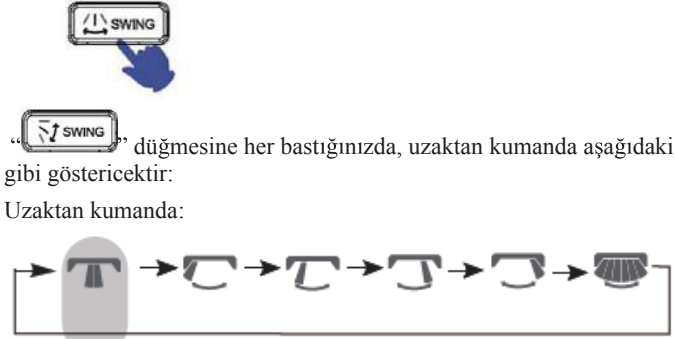 SWING
“SWING” düğmesine her bastığınızda, uzaktan kumanda aşağıdaki
gibi göstericektir:
Uzaktan kumanda: